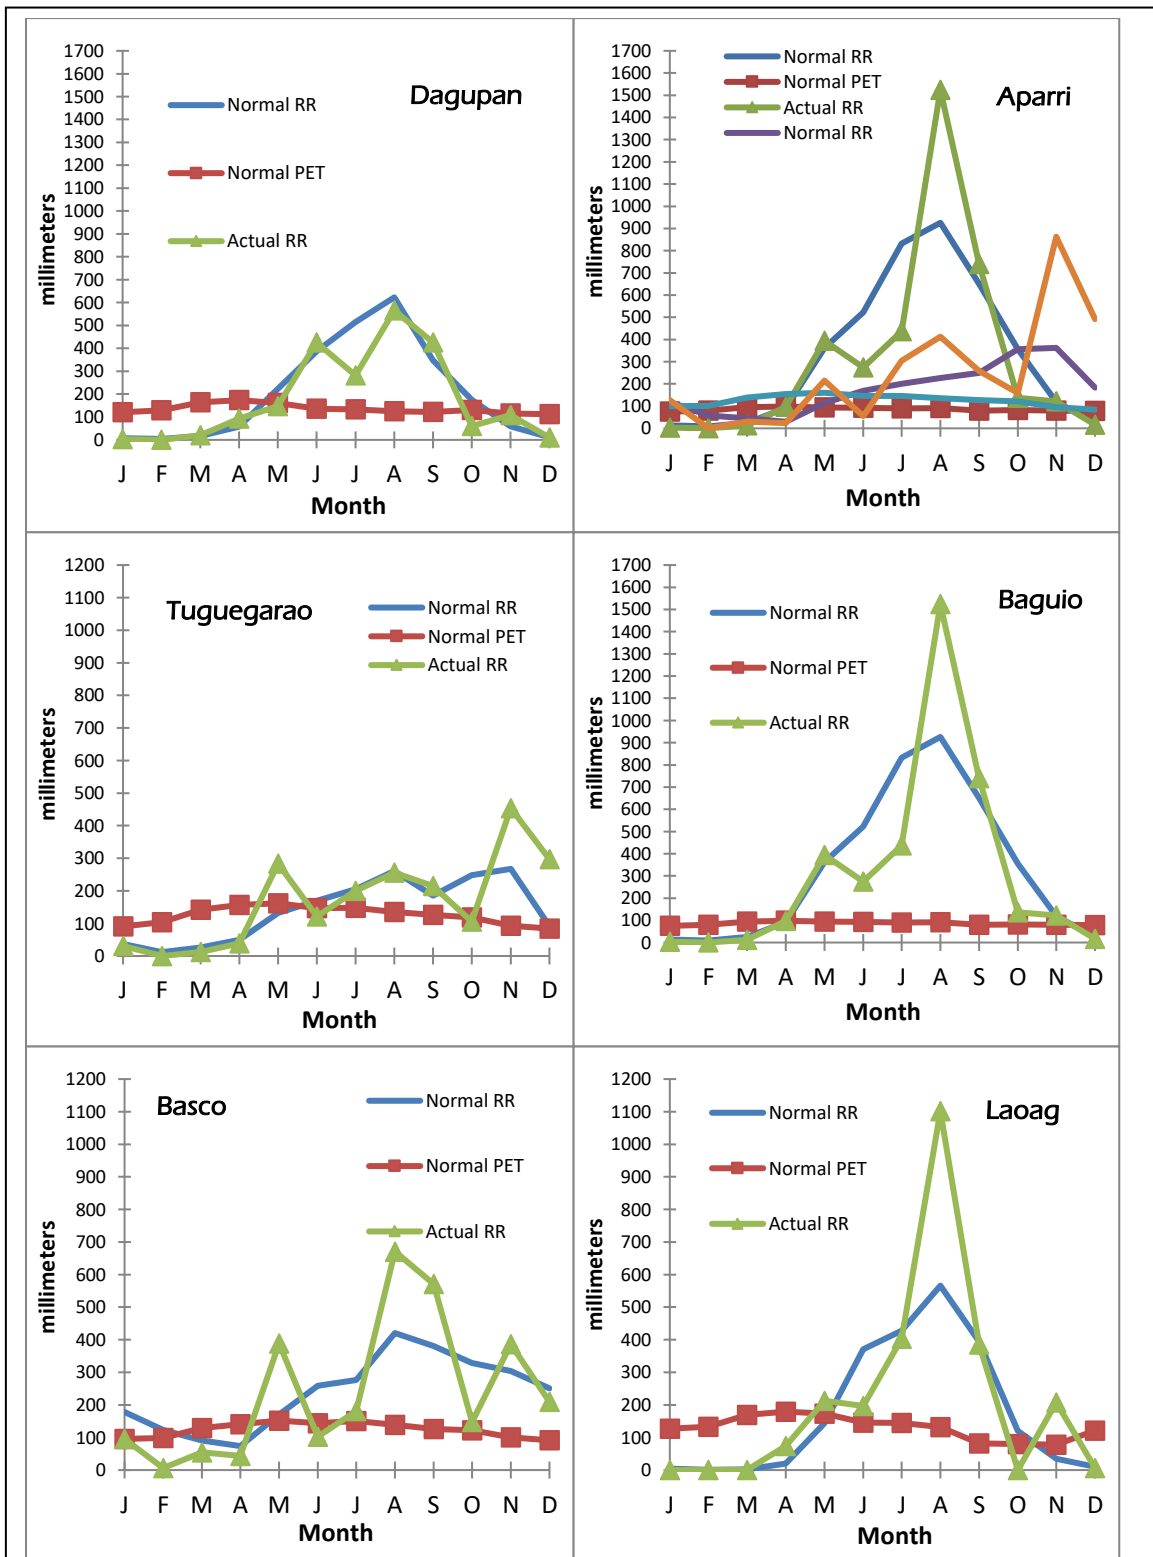 Dagupan
1700
1600
1500
1400
1300
1200
1100
1000
900
800
700
600
500
400
300
200
100
0
millimeters
Normal RR
Normal PET
Actual RR
J F M A M J J A S O N D
Month
Aparri
1700
1600
1500
1400
1300
1200
1100
1000
900
800
700
600
500
400
300
200
100
0
millimeters
Normal RR
Normal PET
Actual RR
Normal RR
J F M A M J J A S O N D
Month
Tuguegarao
1200
1100
1000
900
800
700
600
500
400
300
200
100
0
millimeters
Normal RR
Normal PET
Actual RR
J F M A M J J A S O N D
Month
Baguio
1700
1600
1500
1400
1300
1200
1100
1000
900
800
700
600
500
400
300
200
100
0
millimeters
Normal RR
Normal PET
Actual RR
J F M A M J J A S O N D
Month
Basco
1200
1100
1000
900
800
700
600
500
400
300
200
100
0
millimeters
Normal RR
Normal PET
Actual RR
J F M A M J J A S O N D
Month
Laoag
1200
1100
1000
900
800
700
600
500
400
300
200
100
0
millimeters
Normal RR
Normal PET
Actual RR
J F M A M J J A S O N D
Month